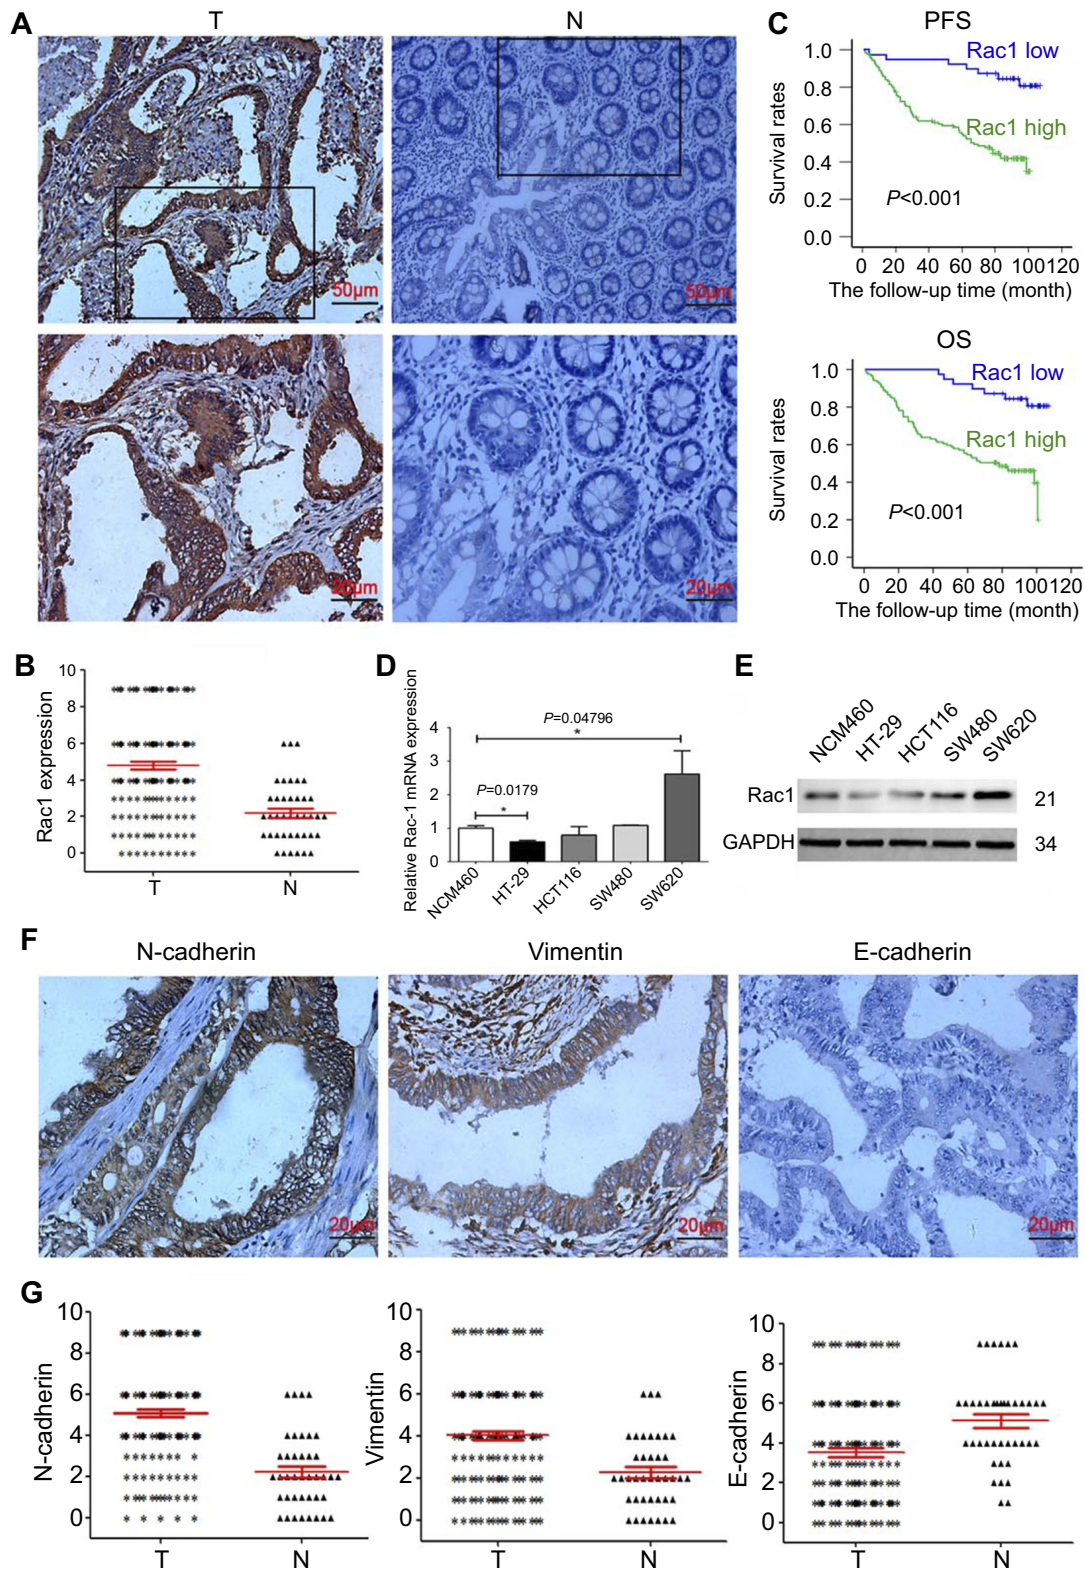 A
T
N
50µm
50µm
20µm
20µm
C
PFS
1.0
0.8
0.6
0.4
0.2
0.0
Survival rates
Rac1 low
Rac1 high
P<0.001
0 20 40 60 80 100 120
The follow-up time (month)
OS
1.0
0.8
0.6
0.4
0.2
0.0
Survival rates
Rac1 low
Rac1 high
P<0.001
0 20 40 60 80 100 120
The follow-up time (month)
B
Rac1 expression
10
8
6
4
2
0
T N
D
Relative Rac-1 mRNA expression
4
3
2
1
0
P=0.04796
*
P=0.0179
*
NCM460 HT-29 HCT116 SW480 SW620
E
NCM460 HT-29 HCT116 SW480 SW620
Rac1 21
GAPDH 34
F
N-cadherin
Vimentin
E-cadherin
20µm
20µm
20µm
G
N-cadherin
10
8
6
4
2
0
T N
Vimentin
10
8
6
4
2
0
T N
E-cadherin
10
8
6
4
2
0
T N